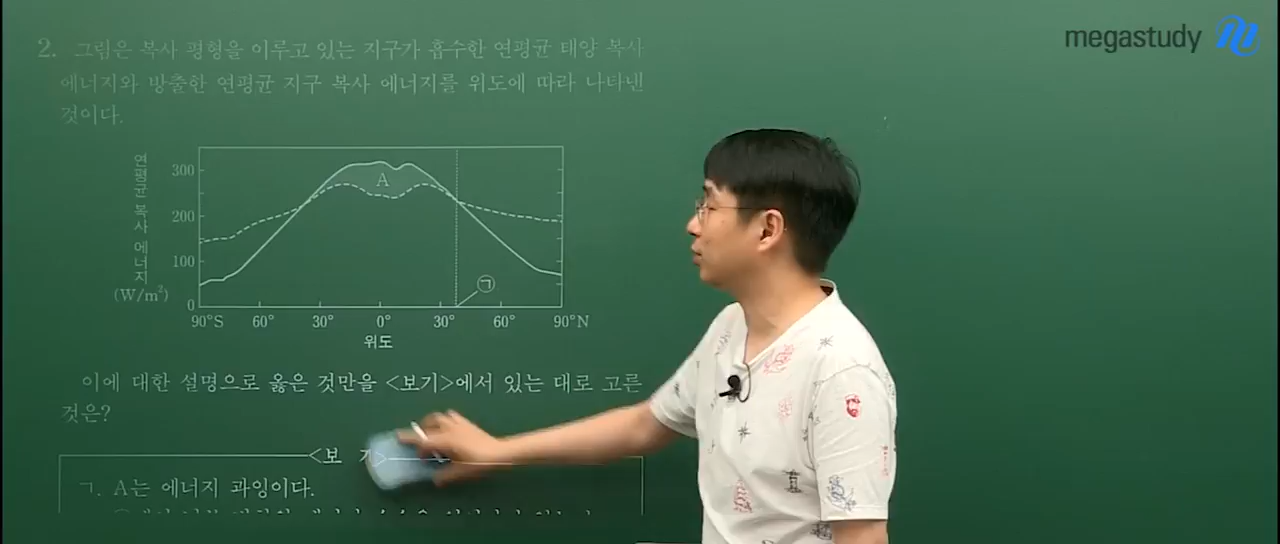 megastudy
2. 그림은 복사 평형을 이루고 있는 지구가 흡수한 연평균 태양 복사
에너지와 방출한 연평균 지구 복사 에너지를 위도에 따라 나타낸
것이다.
연평균 복사 에너지
(W/m²)
300
200
100
0
A
㉠
90°S 60° 30° 0° 30° 60° 90°N
위도
이에 대한 설명으로 옳은 것만을 <보기>에서 있는 대로 고른
것은?
<보 기>
ㄱ. A는 에너지 과잉이다.